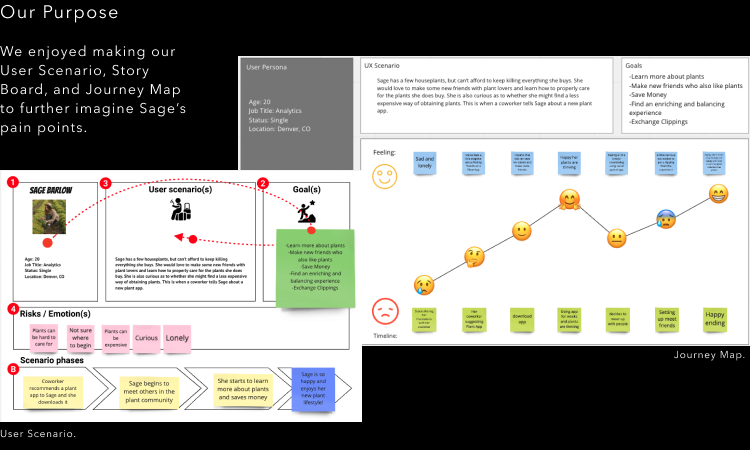 Our Purpose
We enjoyed making our
User Scenario, Story
Board, and Journey Map
to further imagine Sage's
pain points.
User Persona
Age: 20
Job Title: Analytics
Status: Single
Location: Denver, CO
UX Scenario
Sage has a few houseplants, but can't afford to keep killing everything she buys. She
would love to make some new friends with plant lovers and learn how to properly care
for the plants she does buy. She is also curious as to whether she might find a less
expensive way of obtaining plants. This is when a coworker tells Sage about a new plant
app.
Goals
-Learn more about plants
-Make new friends who also like plants
-Save Money
-Find an enriching and balancing
experience
-Exchange Clippings
Feeling:
Sad and
lonely
Happy her
plants are
thriving
Her
coworker
suggesting
Plant App
download
app
Using app
for weeks
and plants
are thriving
decides to
meet up
with people
Setting
up meet
friends
Happy
ending
Timeline:
Journey Map.
1
SAGE BARLOW
Age: 20
Job Title: Analytics
Status: Single
Location: Denver, CO
3
User scenario(s)
Sage has a few houseplants, but can't afford to keep killing
everything she buys. She would love to make some new friends with
plant lovers and learn how to properly care for the plants she does
buy. She is also curious as to whether she might find a less expensive
way of obtaining plants. This is when a coworker tells Sage about a
new plant app.
2
Goal(s)
-Learn more about plants
-Make new friends who
also like plants
-Save Money
-Find an enriching and
balancing experience
-Exchange Clippings
4
Risks / Emotion(s)
Plants can
be hard to
care for
Not sure
where
to begin
Plants can
be
expensive
Curious
Lonely
Scenario phases
B
Coworker
recommends a plant
app to Sage and she
downloads it
Sage begins to
meet others in the
plant community
She starts to learn
more about plants
and saves money
Sage is so
happy and
enjoys her
new plant
lifestyle!
User Scenario.